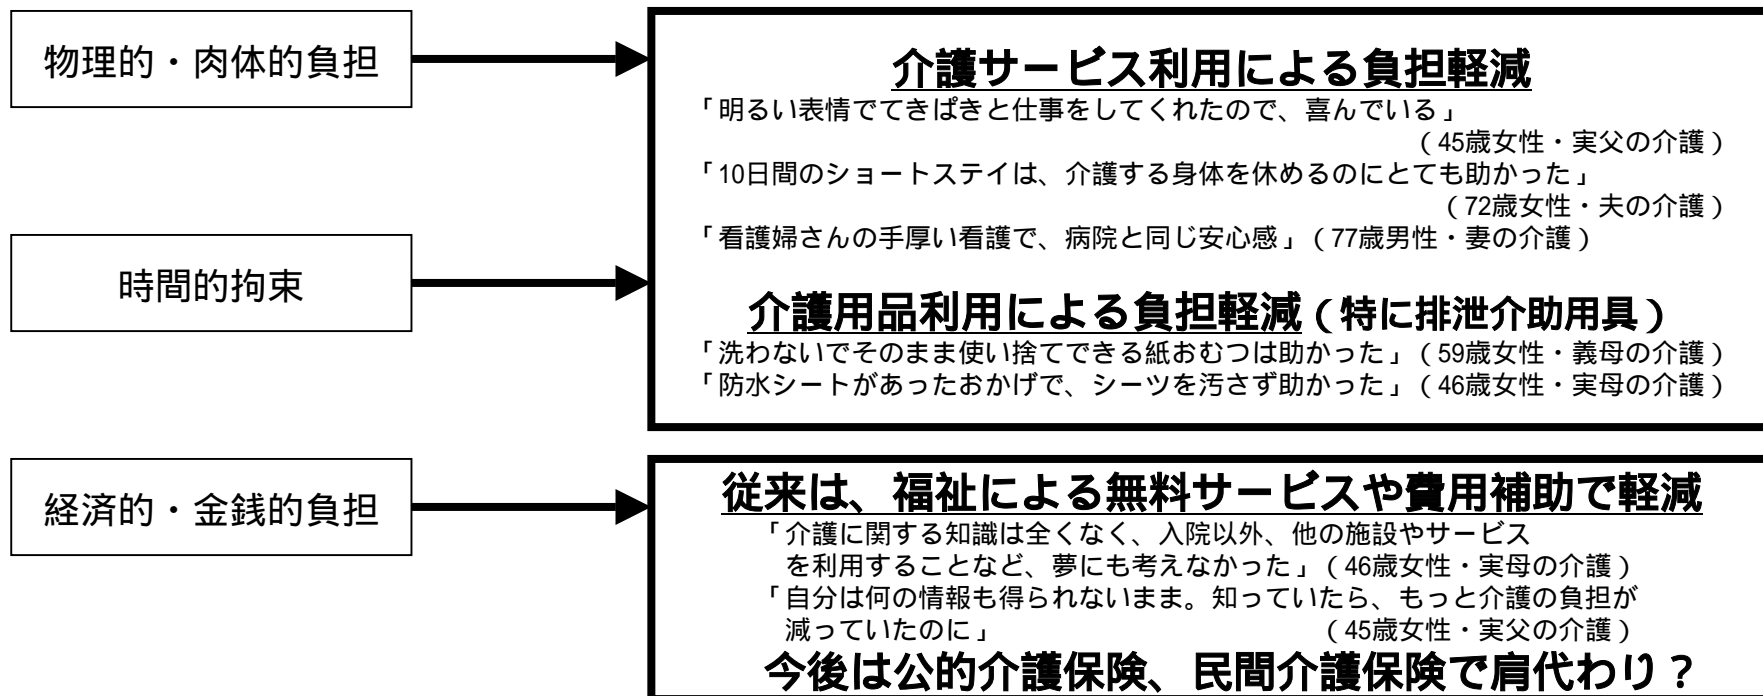 物理的・肉体的負担
介護サービス利用による負担軽減
「明るい表情でてきぱきと仕事をしてくれたので、喜んでいる」
（45歳女性・実父の介護）
「10日間のショートステイは、介護する身体を休めるのにとても助かった」
（72歳女性・夫の介護）
「看護婦さんの手厚い看護で、病院と同じ安心感」（77歳男性・妻の介護）
時間的拘束
介護用品利用による負担軽減（特に排泄介助用具）
「洗わないでそのまま使い捨てできる紙おむつは助かった」（59歳女性・義母の介護）
「防水シートがあったおかげで、シーツを汚さず助かった」（46歳女性・実母の介護）
経済的・金銭的負担
従来は、福祉による無料サービスや費用補助で軽減
「介護に関する知識は全くなく、入院以外、他の施設やサービス
を利用することなど、夢にも考えなかった」（46歳女性・実母の介護）
「自分は何の情報も得られないまま。知っていたら、もっと介護の負担が
減っていたのに」（45歳女性・実父の介護）
今後は公的介護保険、民間介護保険で肩代わり？